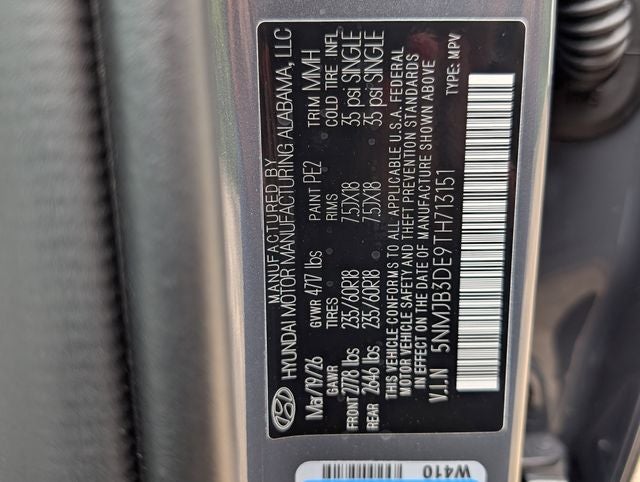 MANUFACTURED BY
HYUNDAI MOTOR MANUFACTURING ALABAMA, LLC
Mar/19/26 GVWR 4717 lbs PAINT PE2 TRIM MMH
GAWR TIRES RIMS COLD TIRE INFL
FRONT 2778 lbs 235/60R18 7.5JX18 35 psi SINGLE
REAR 2646 lbs 235/60R18 7.5JX18 35 psi SINGLE
THIS VEHICLE CONFORMS TO ALL APPLICABLE U.S.A. FEDERAL
MOTOR VEHICLE SAFETY AND THEFT PREVENTION STANDARDS
IN EFFECT ON THE DATE OF MANUFACTURE SHOWN ABOVE
V.I.N 5NMJB3DE9TH713151 TYPE: MPV
W410